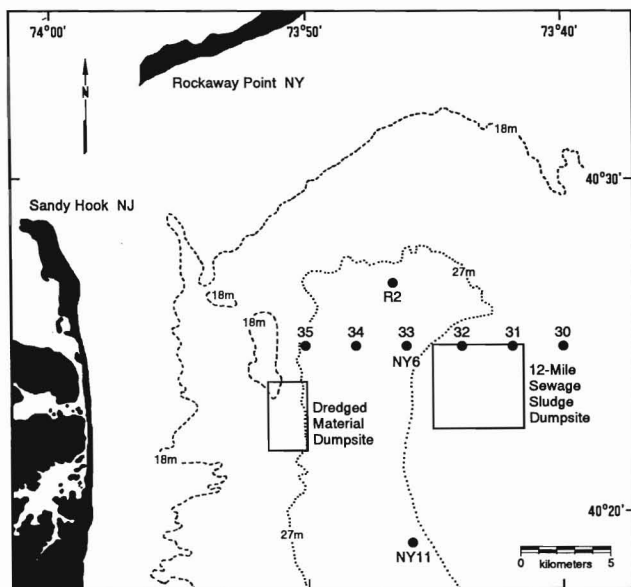 74°00'
73°50'
73°40'
N
Rockaway Point NY
18m
40°30'
Sandy Hook NJ
27m
R2
18m
18m
35 34 33 32 31 30
NY6
12-Mile
Sewage
Sludge
Dumpsite
Dredged
Material
Dumpsite
18m
27m
40°20'
NY11
0 5
kilometers